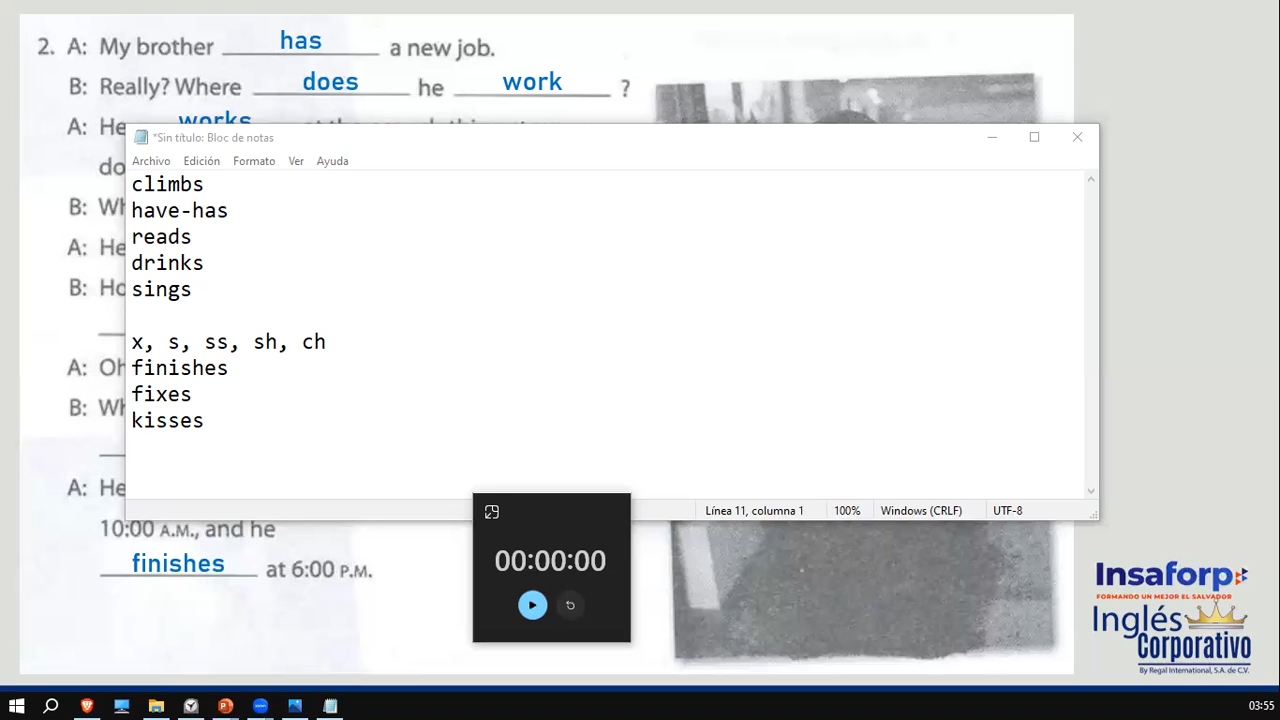 2. A: My brother has a new job.
B: Really? Where does he work ?
A: He works
do
B: Wh
A: He
B: Ho
A: Oh
B: Wh
A: He
10:00 A.M., and he
finishes at 6:00 P.M.
*Sin título: Bloc de notas
Archivo Edición Formato Ver Ayuda
climbs
have-has
reads
drinks
sings
x, s, ss, sh, ch
finishes
fixes
kisses
Línea 11, columna 1 100% Windows (CRLF) UTF-8
00:00:00
Insaforp
FORMANDO UN MEJOR EL SALVADOR
Inglés
Corporativo
By Regal International, S.A. de C.V.
03:55